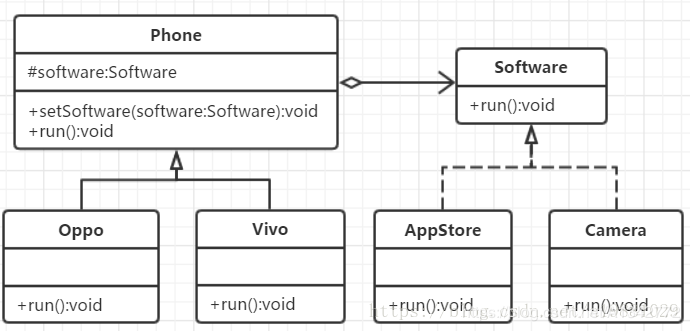 Phone
#software:Software
+setSoftware(software:Software):void
+run():void
Software
+run():void
Oppo
+run():void
Vivo
+run():void
AppStore
+run():void
Camera
+run():void